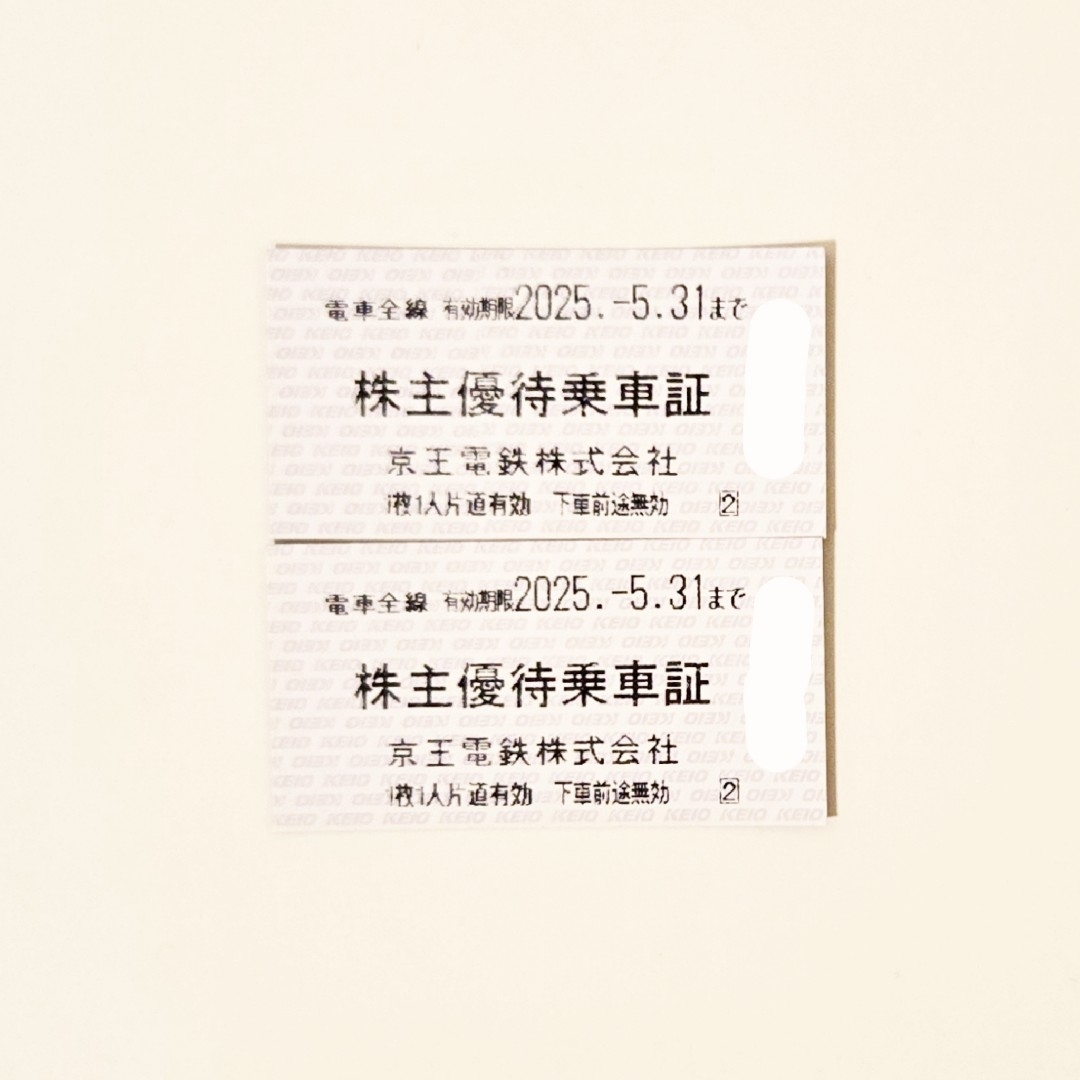 電車全線 有効期限2025.-5.31まで
株主優待乗車証
京王電鉄株式会社
1枚1人片道有効 下車前途無効 2
電車全線 有効期限2025.-5.31まで
株主優待乗車証
京王電鉄株式会社
1枚1人片道有効 下車前途無効 2